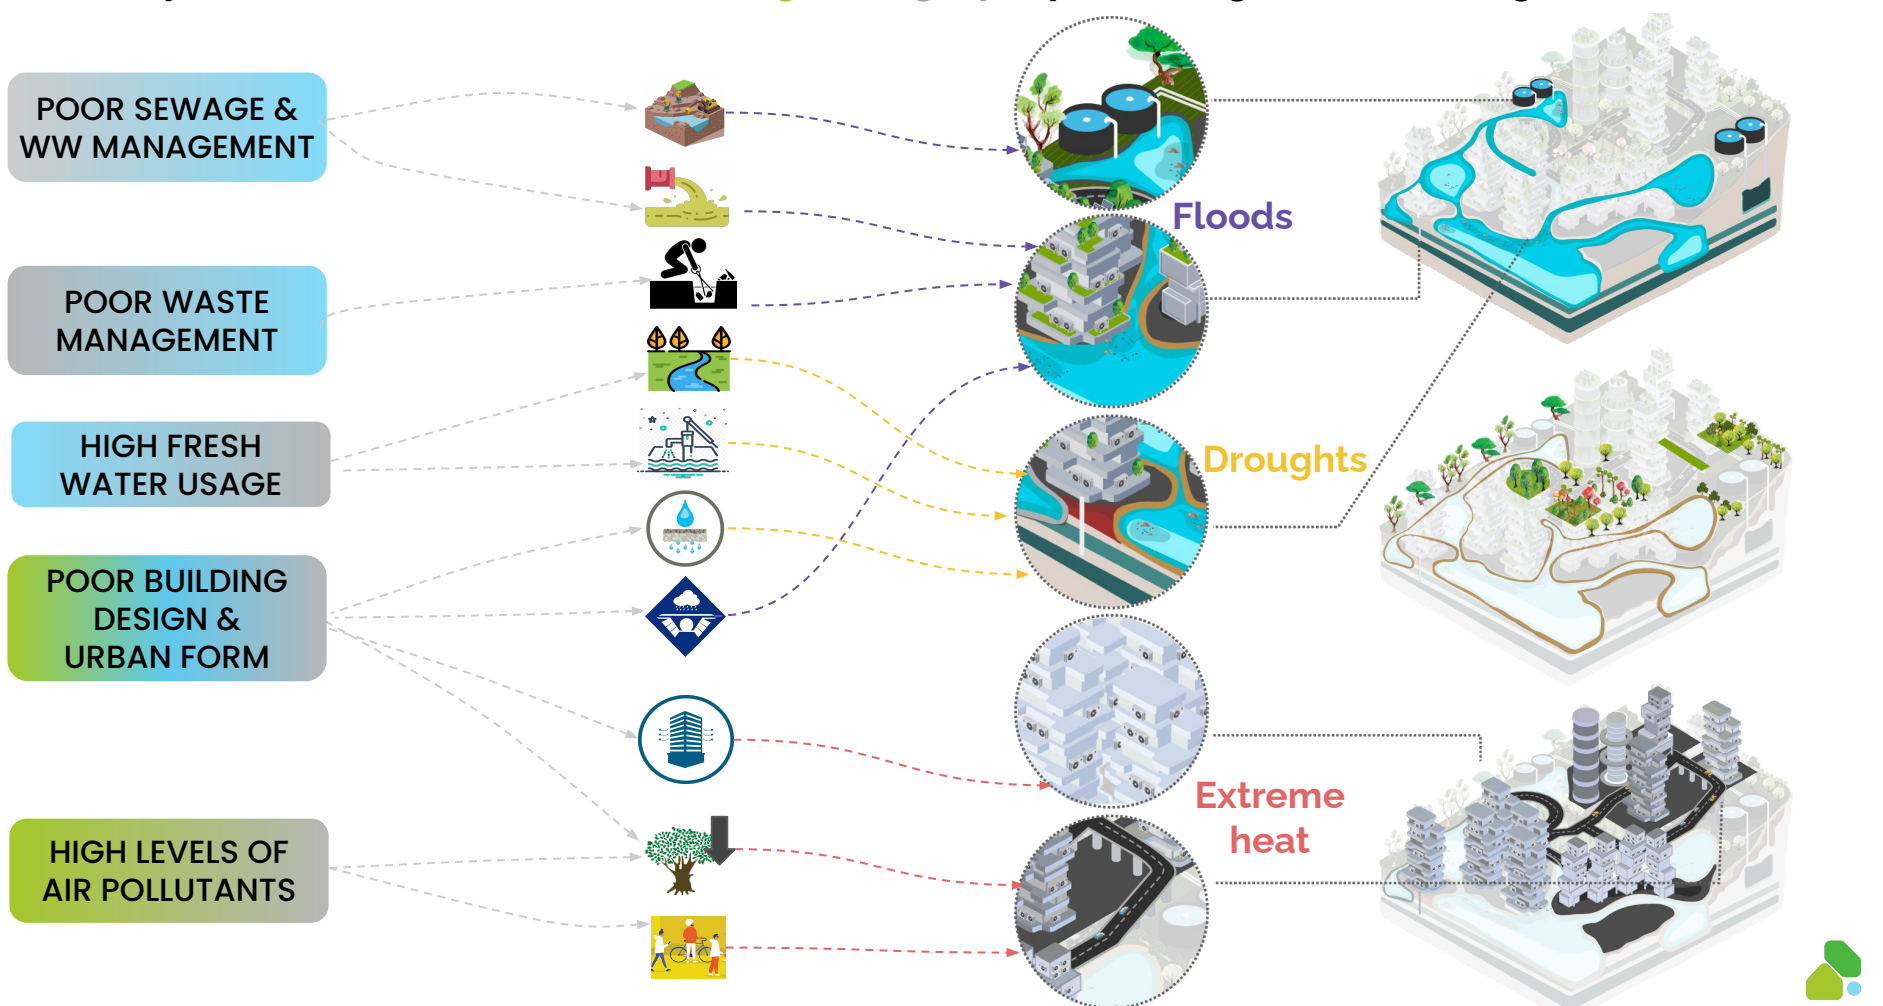 POOR SEWAGE &
WW MANAGEMENT
POOR WASTE
MANAGEMENT
HIGH FRESH
WATER USAGE
POOR BUILDING
DESIGN &
URBAN FORM
HIGH LEVELS OF
AIR POLLUTANTS
Floods
Droughts
Extreme
heat